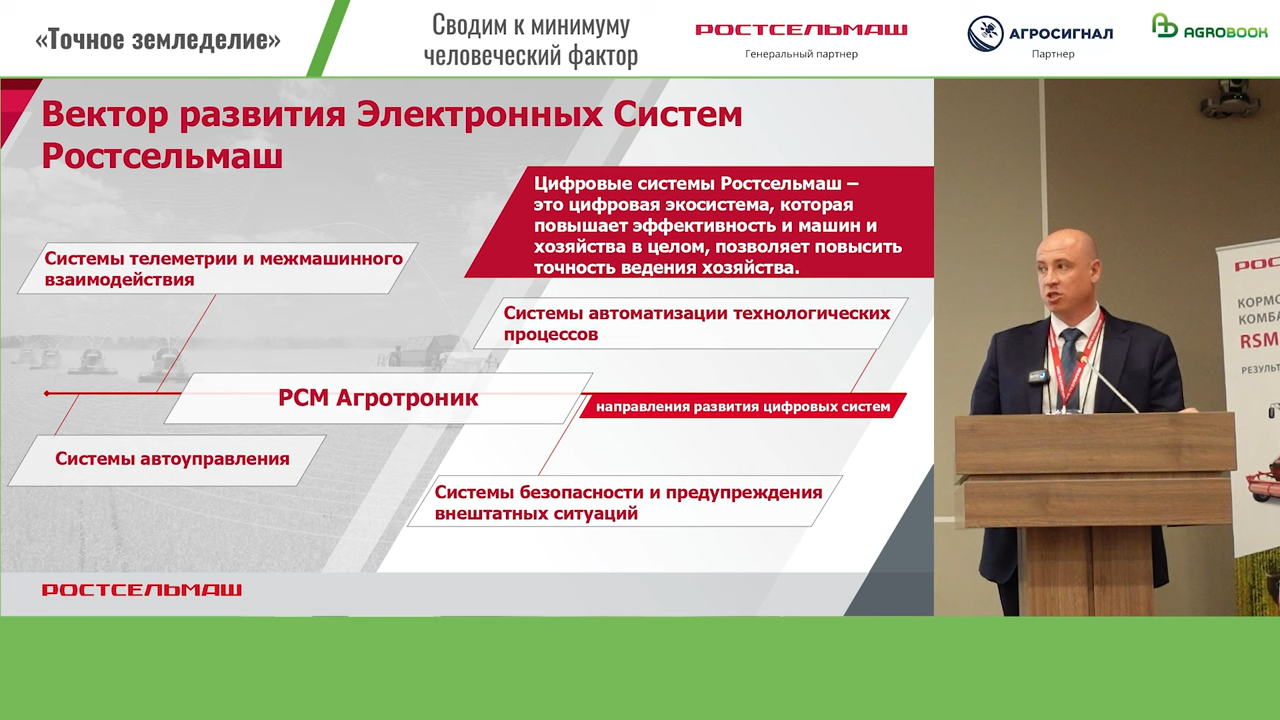 «Точное земледелие»
Сводим к минимуму
человеческий фактор
РОСТСЕЛЬМАШ
Генеральный партнер
АГРОСИГНАЛ
Партнер
AGROBOOK
Вектор развития Электронных Систем
Ростсельмаш
Цифровые системы Ростсельмаш –
это цифровая экосистема, которая
повышает эффективность и машин и
хозяйства в целом, позволяет повысить
точность ведения хозяйства.
Системы телеметрии и межмашинного
взаимодействия
Системы автоматизации технологических
процессов
РСМ Агротроник
направления развития цифровых систем
Системы автоуправления
Системы безопасности и предупреждения
внештатных ситуаций
РОСТСЕЛЬМАШ
РОСТ
КОРМО
КОМБА
RSM
РЕЗУЛЬТ